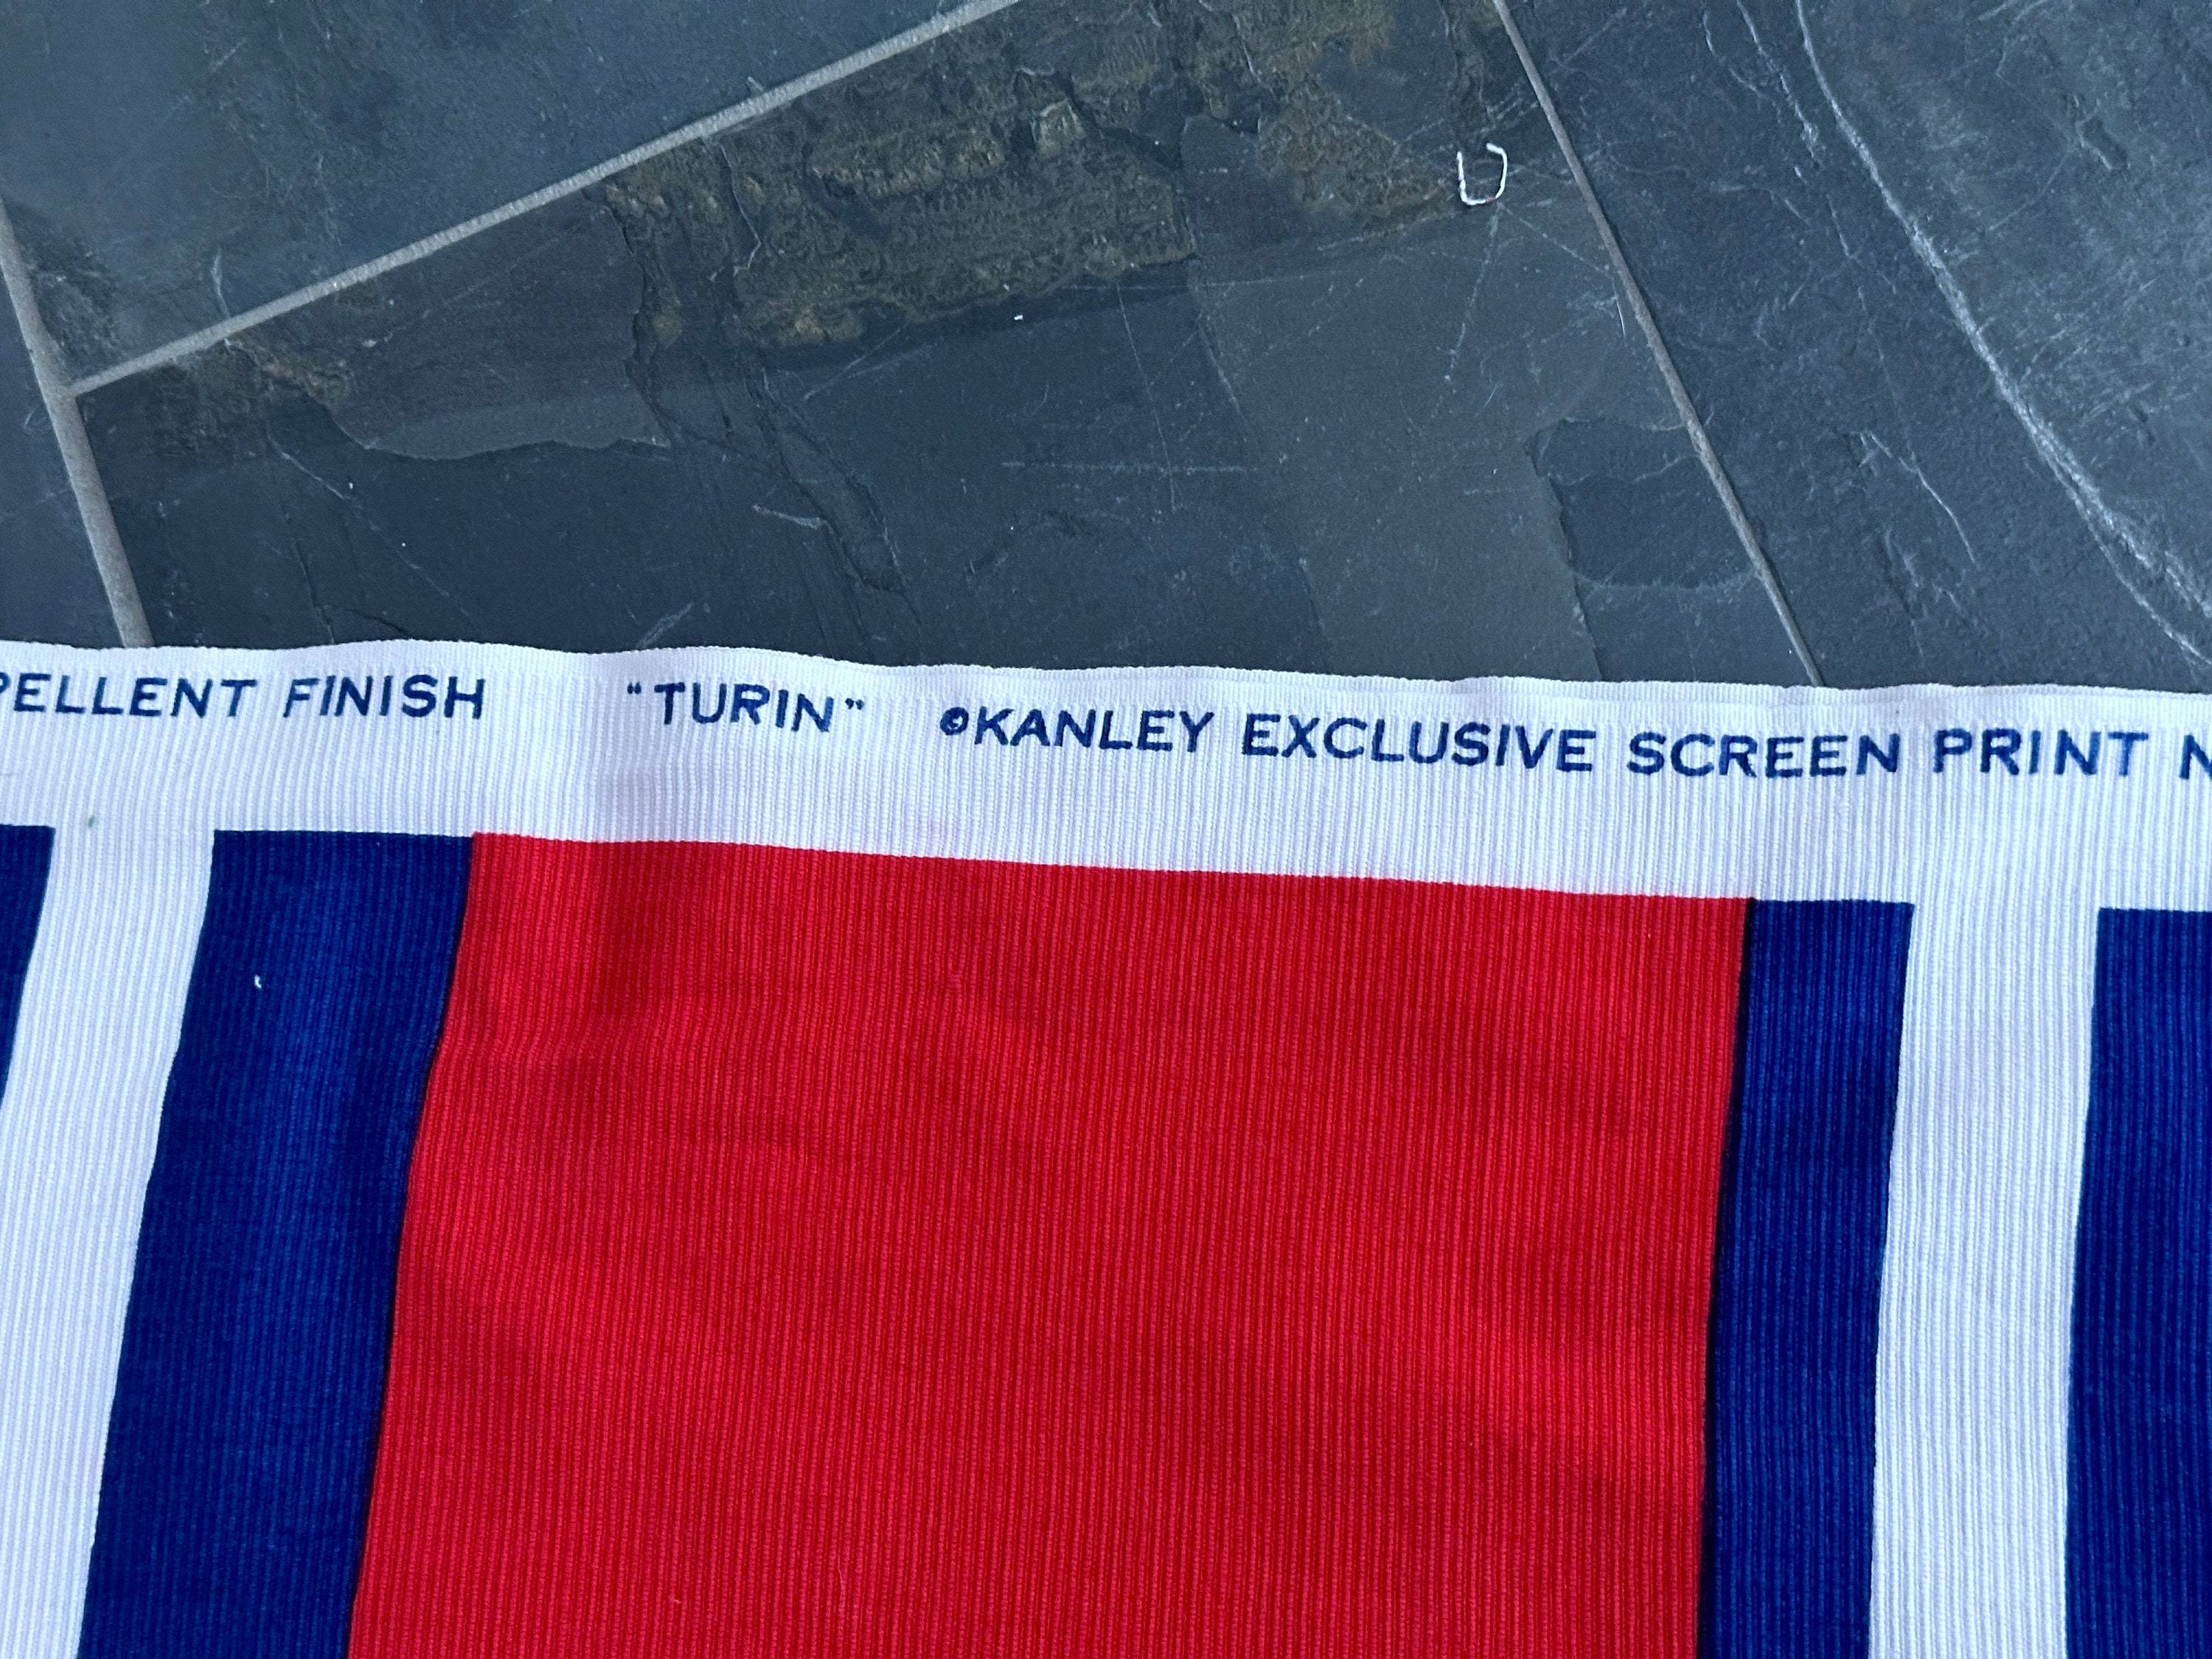 PELLENT FINISH “TURIN” ©KANLEY EXCLUSIVE SCREEN PRINT N